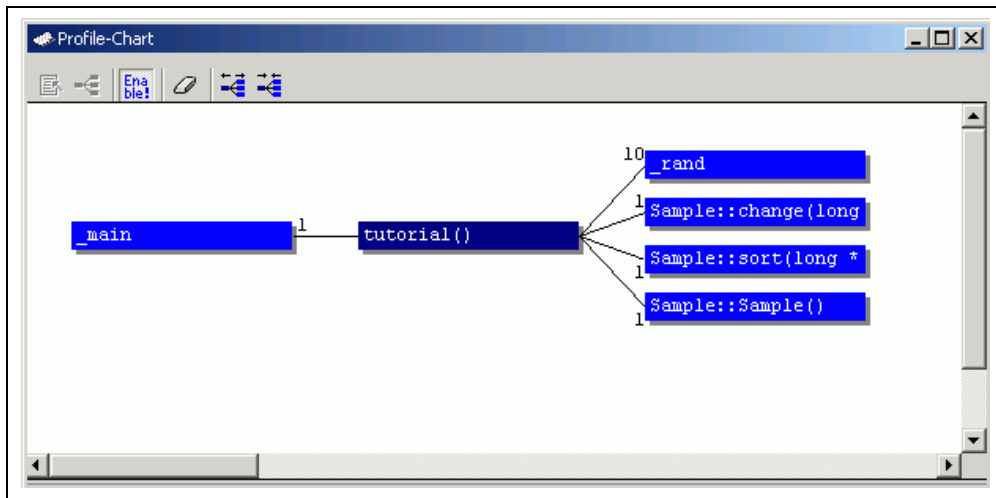 Profile-Chart
Ena
ble!
10
_rand
1
Sample::change(long
_main
1
tutorial()
Sample::sort(long *
1
Sample::Sample()
1